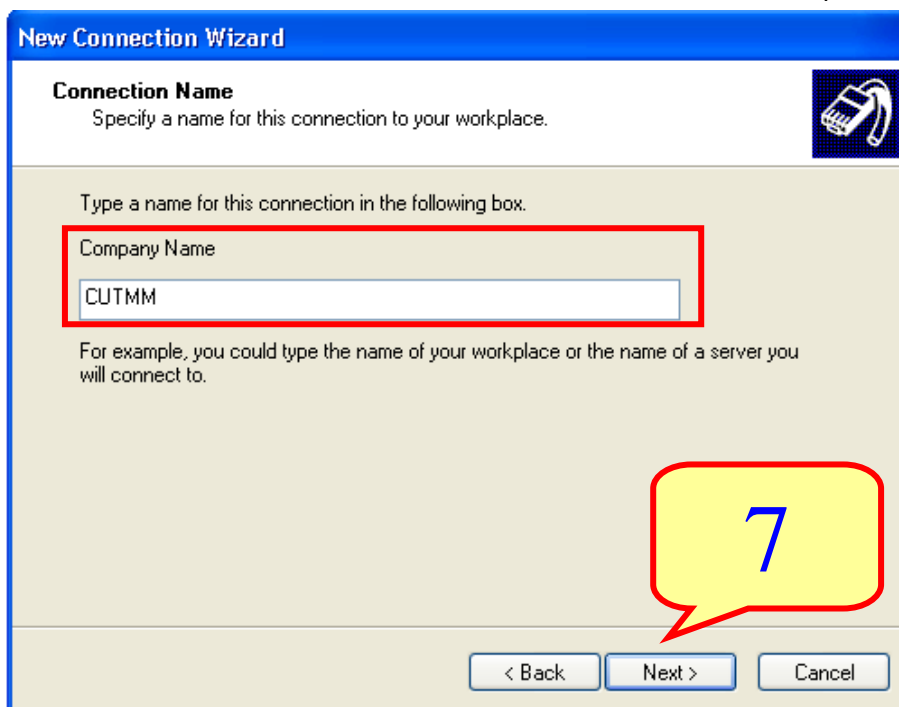 New Connection Wizard
Connection Name
Specify a name for this connection to your workplace.
Type a name for this connection in the following box.
Company Name
CUTMM
For example, you could type the name of your workplace or the name of a server you
will connect to.
7
< Back
Next >
Cancel